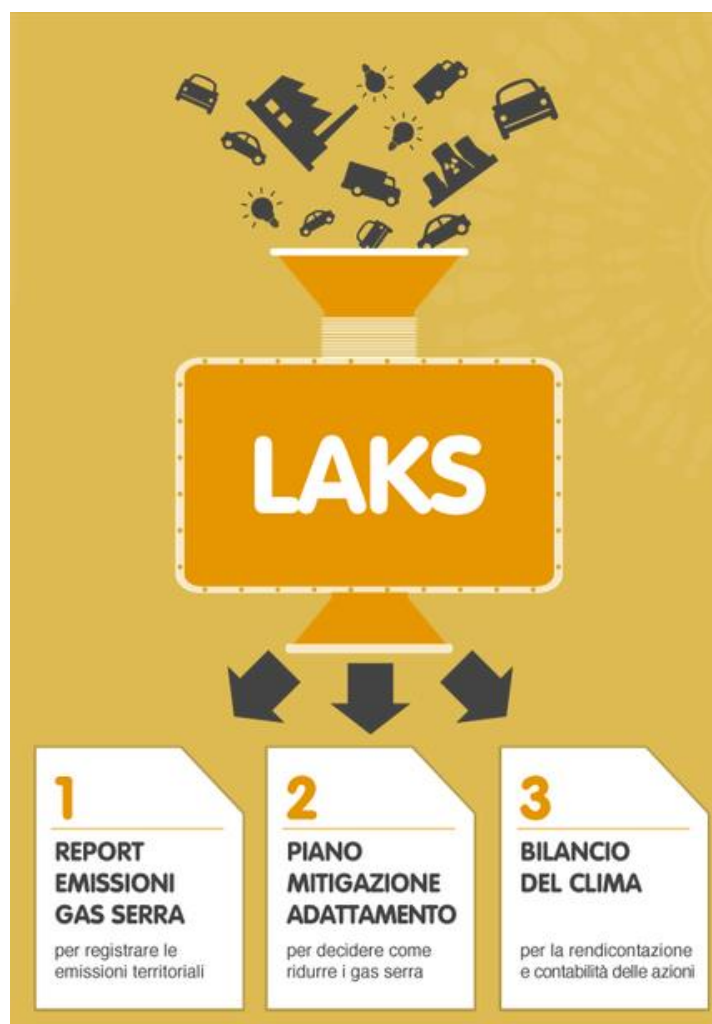 LAKS
1
REPORT
EMISSIONI
GAS SERRA
per registrare le
emissioni territoriali
2
PIANO
MITIGAZIONE
ADATTAMENTO
per decidere come
ridurre i gas serra
3
BILANCIO
DEL CLIMA
per la rendicontazione
e contabilità delle azioni